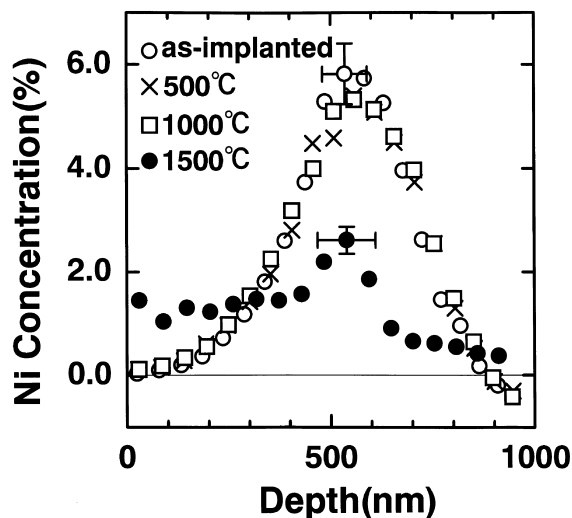 ○ as-implanted
6.0
× 500℃
□ 1000℃
4.0
● 1500℃
2.0
0.0
Ni Concentration(%)
0 500 1000
Depth(nm)